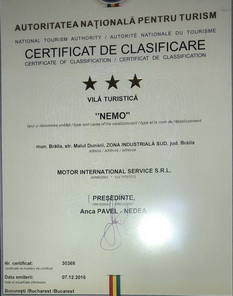 AUTORITATEA NAȚIONALĂ PENTRU TURISM
NATIONAL TOURISM AUTHORITY / AUTORITÉ NATIONALE DU TOURISME
CERTIFICAT DE CLASIFICARE
CERTIFICATE OF CLASSIFICATION / CERTIFICAT DE CLASSIFICATION
VILĂ TURISTICĂ
"NEMO"
mun. Brăila, str. Malul Dunării, ZONA INDUSTRIALĂ SUD, jud. Brăila
MOTOR INTERNATIONAL SERVICE S.R.L.
PREȘEDINTE,
Anca PAVEL - NEDEA
Nr. certificat: 30368
Data emiterii: 07.12.2016
București /Bucharest /Bucarest